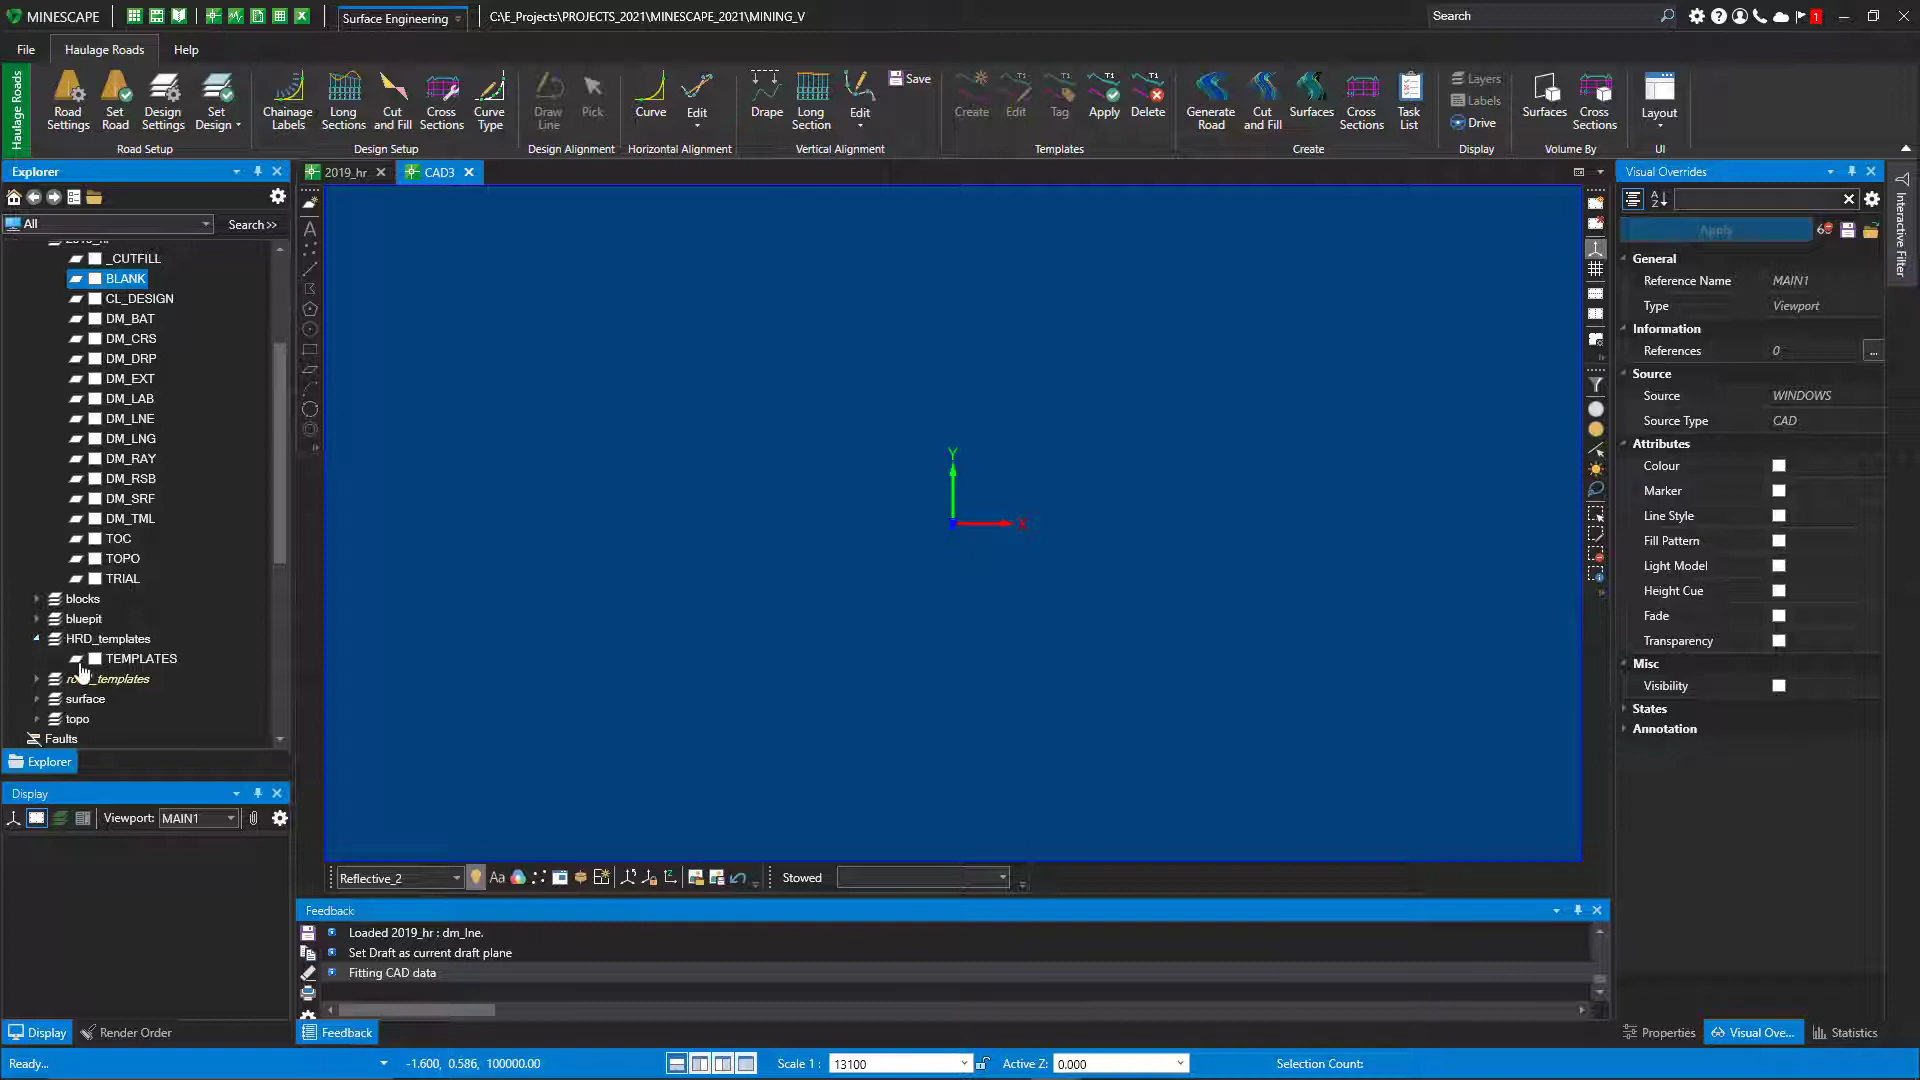 MINESCAPE
Surface Engineering
C:\E_Projects\PROJECTS_2021\MINESCAPE_2021\MINING_V
Search
1
File
Haulage Roads
Help
Haulage Roads
Road Settings
Set Road
Design Settings
Set Design
Road Setup
Chainage Labels
Long Sections
Cut and Fill
Cross Sections
Curve Type
Design Setup
Draw Line
Pick
Design Alignment
Curve
Edit
Horizontal Alignment
Drape
Long Section
Edit
Save
Vertical Alignment
Create
Edit
Tag
Apply
Delete
Templates
Generate Road
Cut and Fill
Surfaces
Cross Sections
Task List
Create
Layers
Labels
Drive
Display
Surfaces
Cross Sections
Volume By
Layout
UI
Explorer
All
Search>>
_CUTFILL
BLANK
CL_DESIGN
DM_BAT
DM_CRS
DM_DRP
DM_EXT
DM_LAB
DM_LNE
DM_LNG
DM_RAY
DM_RSB
DM_SRF
DM_TML
TOC
TOPO
TRIAL
blocks
bluepit
HRD_templates
TEMPLATES
surface
topo
Faults
Explorer
Display
Viewport: MAIN1
Display
Render Order
2019_hr
CAD3
Y
X
Reflective_2
Aa
Stowed
Feedback
Loaded 2019_hr : dm_lne.
Set Draft as current draft plane
Fitting CAD data
Feedback
Visual Overrides
Apply
General
Reference Name MAIN1
Type Viewport
Information
References 0 ...
Source
Source WINDOWS
Source Type CAD
Attributes
Colour
Marker
Line Style
Fill Pattern
Light Model
Height Cue
Fade
Transparency
Misc
Visibility
States
Annotation
Interactive Filter
Properties
Visual Ove...
Statistics
Ready...
-1.600, 0.586, 100000.00
Scale 1 : 13100
Active Z: 0.000
Selection Count: